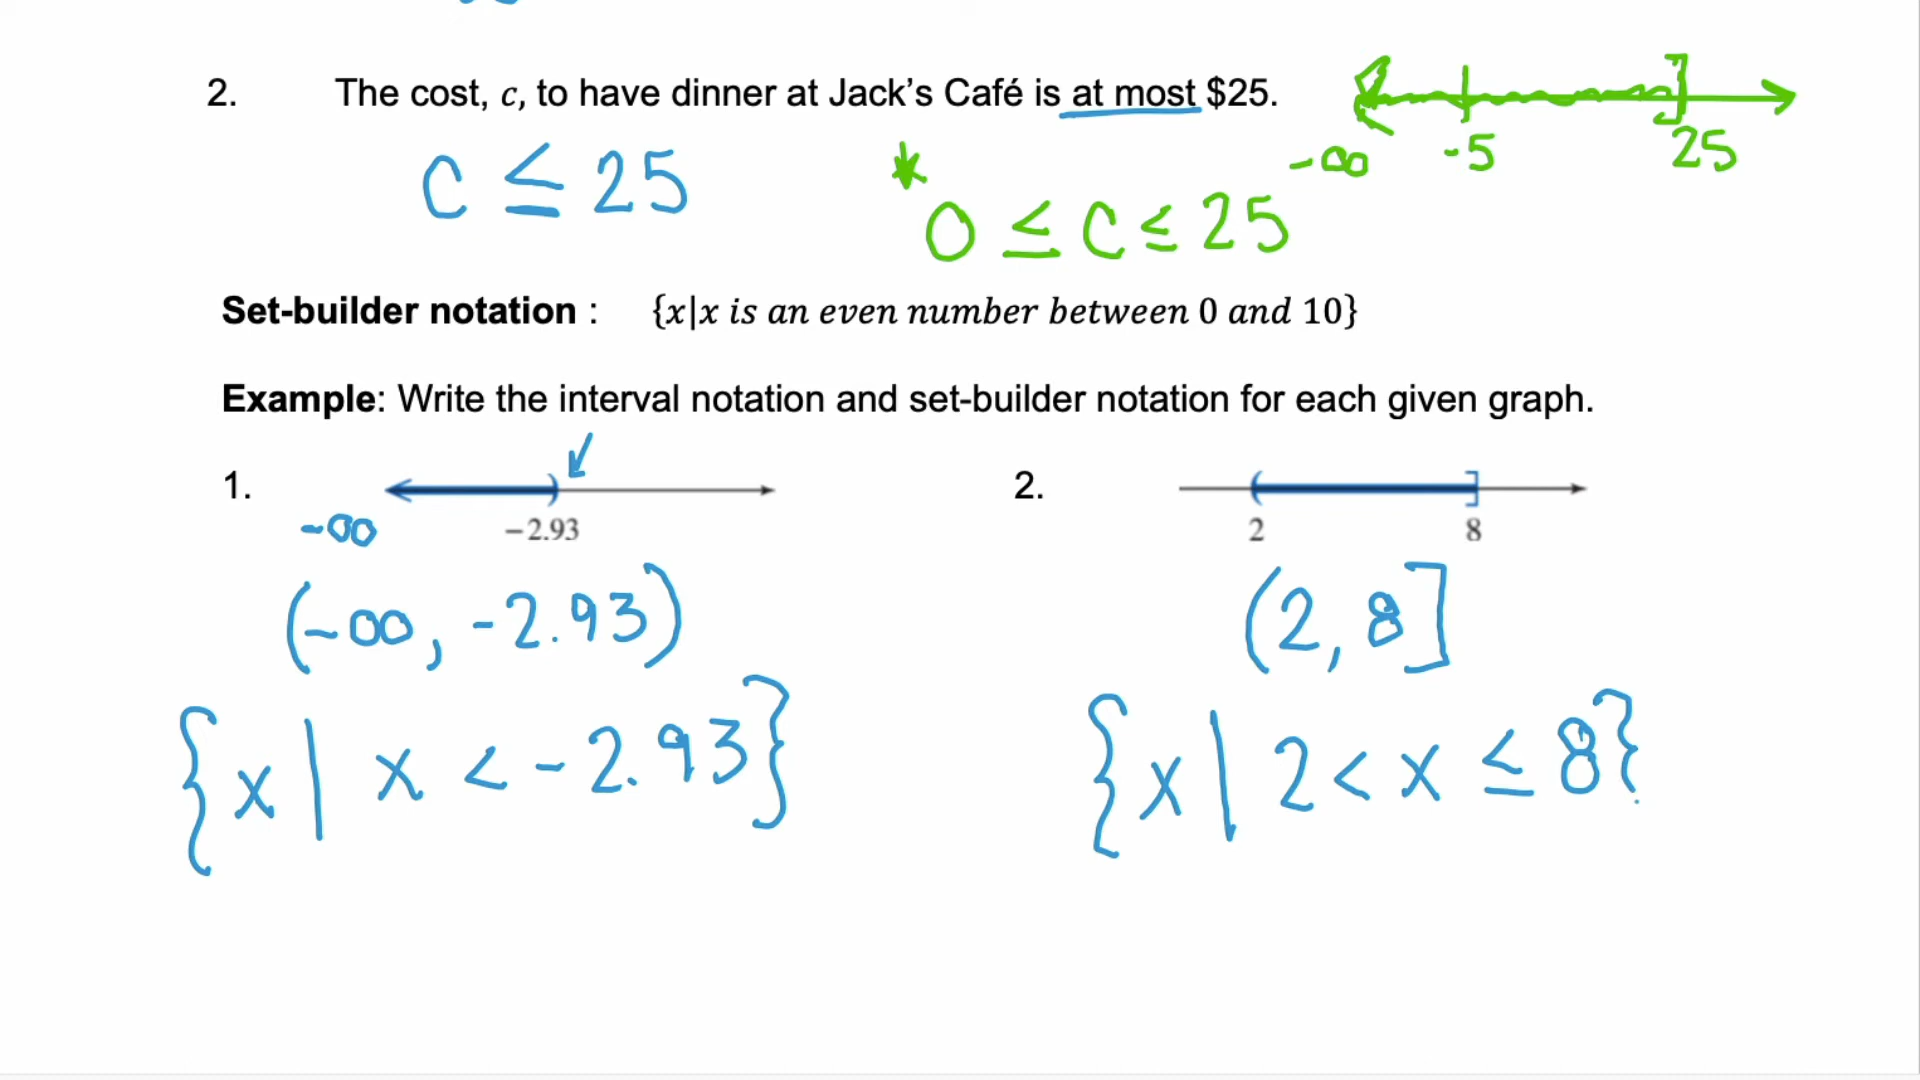 2. The cost, c, to have dinner at Jack's Café is at most $25.
-∞ -5 25
C ≤ 25
* 0 ≤ C ≤ 25
Set-builder notation : {x|x is an even number between 0 and 10}
Example: Write the interval notation and set-builder notation for each given graph.
1.
-∞ −2.93
(-∞, -2.93)
{x | x < -2.93}
2.
2 8
(2, 8]
{x | 2 < x ≤ 8}